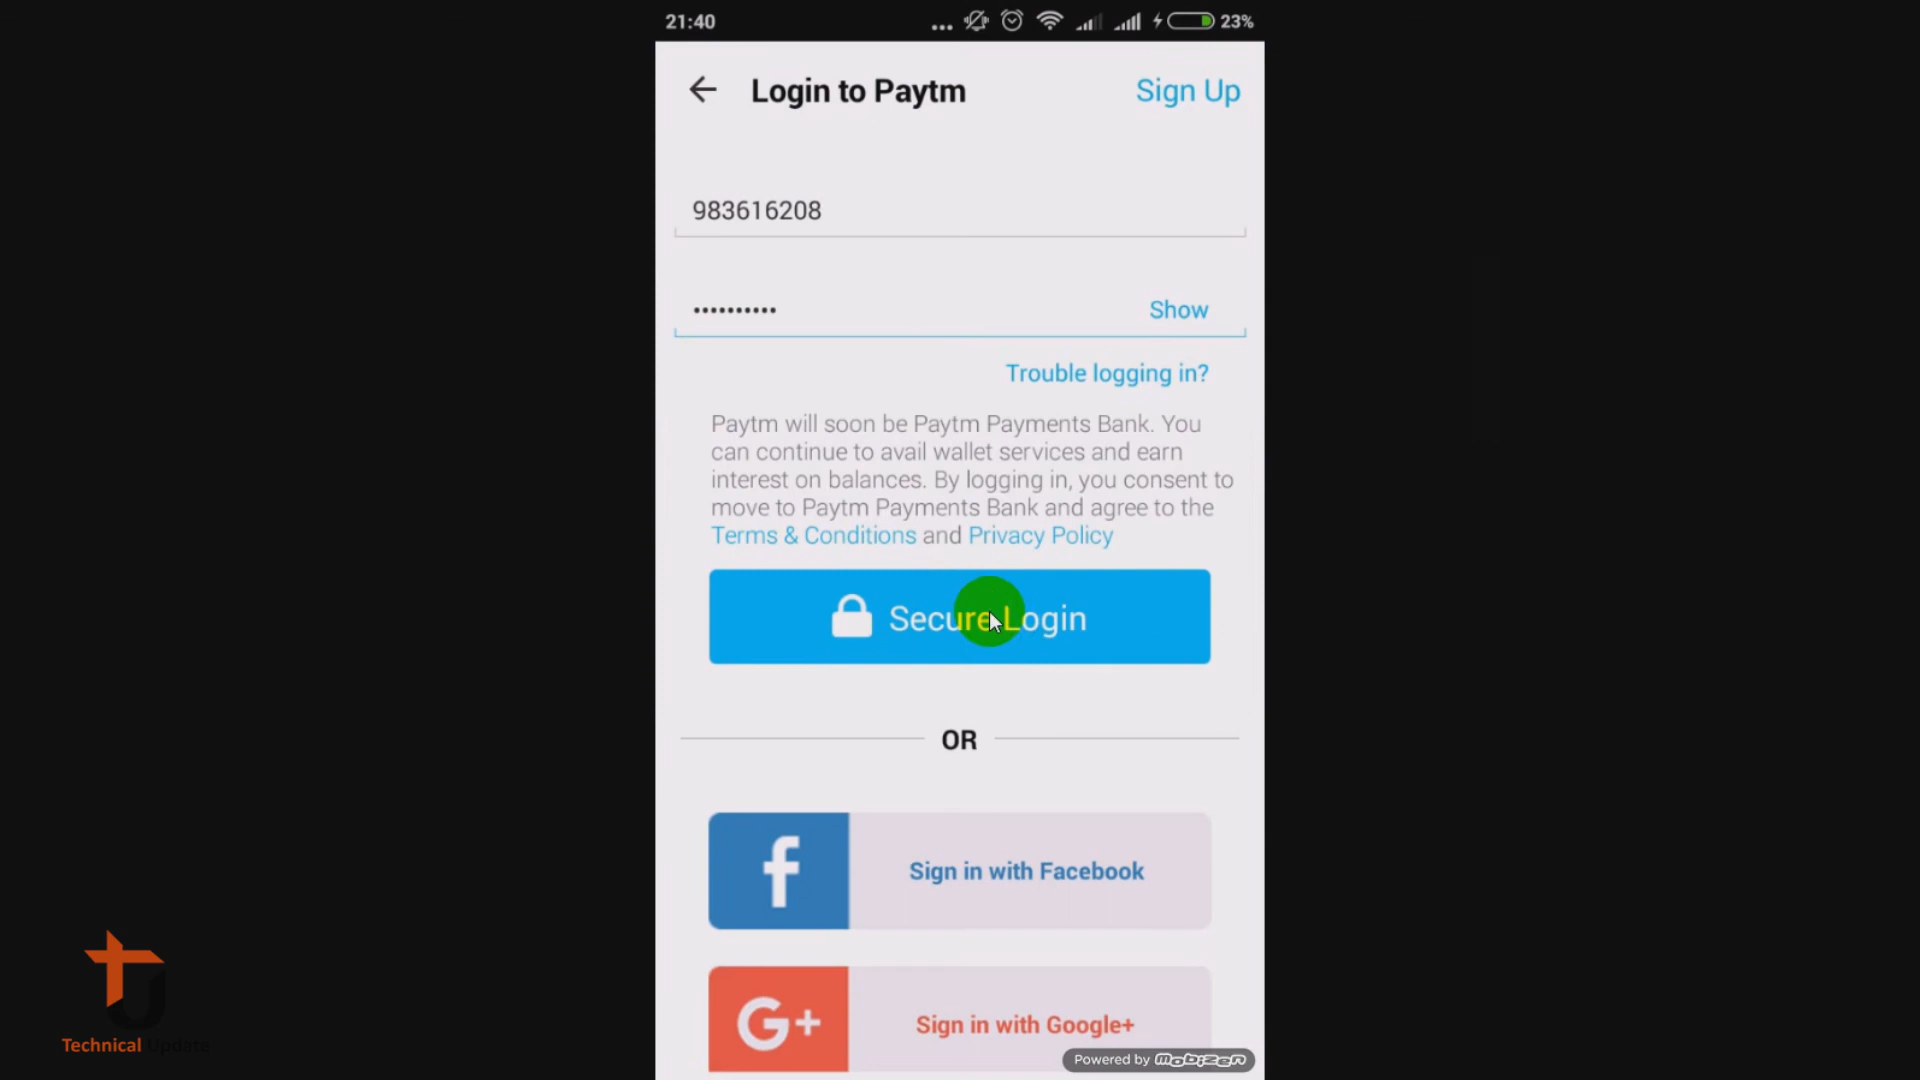 21:40
23%
Login to Paytm
Sign Up
983616208
••••••••••
Show
Trouble logging in?
Paytm will soon be Paytm Payments Bank. You
can continue to avail wallet services and earn
interest on balances. By logging in, you consent to
move to Paytm Payments Bank and agree to the
Terms & Conditions and Privacy Policy
Secure Login
OR
f
Sign in with Facebook
G+
Sign in with Google+
Powered by mobizen
Technical Update